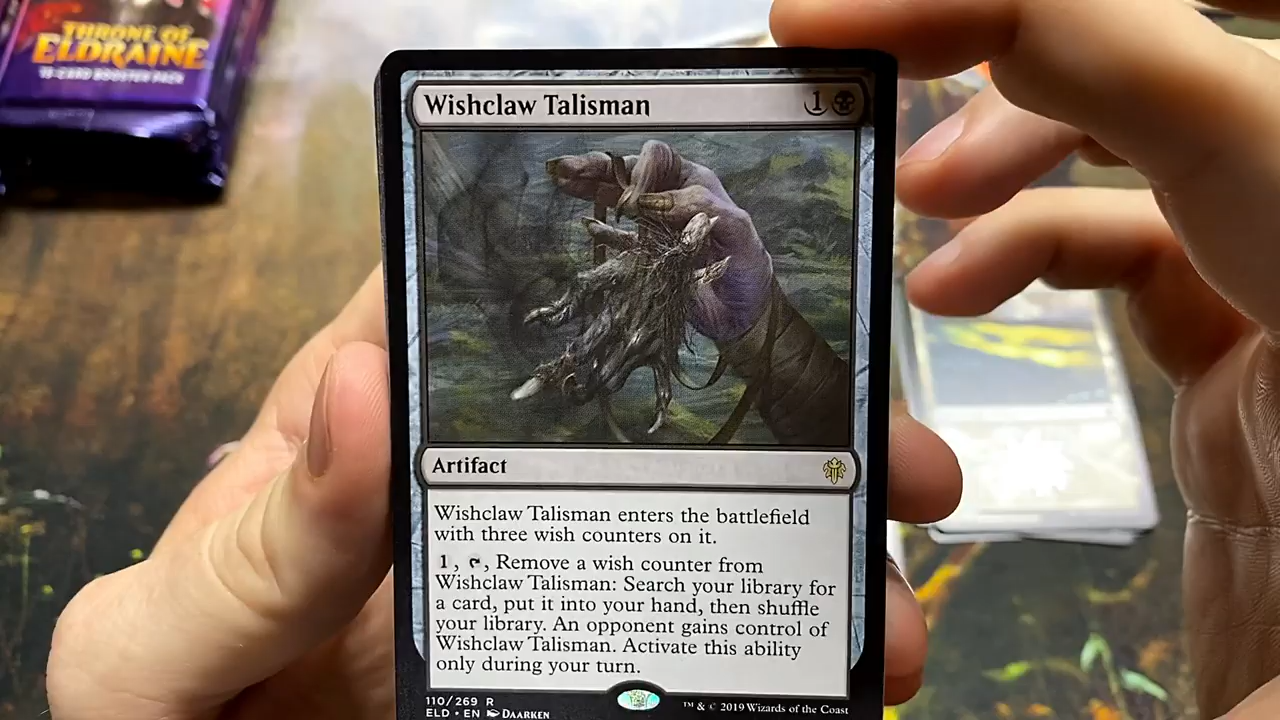 THRONE OF
ELDRAINE
15-CARD BOOSTER PACK
Wishclaw Talisman
1
Artifact
Wishclaw Talisman enters the battlefield
with three wish counters on it.
1, , Remove a wish counter from
Wishclaw Talisman: Search your library for
a card, put it into your hand, then shuffle
your library. An opponent gains control of
Wishclaw Talisman. Activate this ability
only during your turn.
110/269 R
ELD • EN DAARKEN
™ & © 2019 Wizards of the Coast